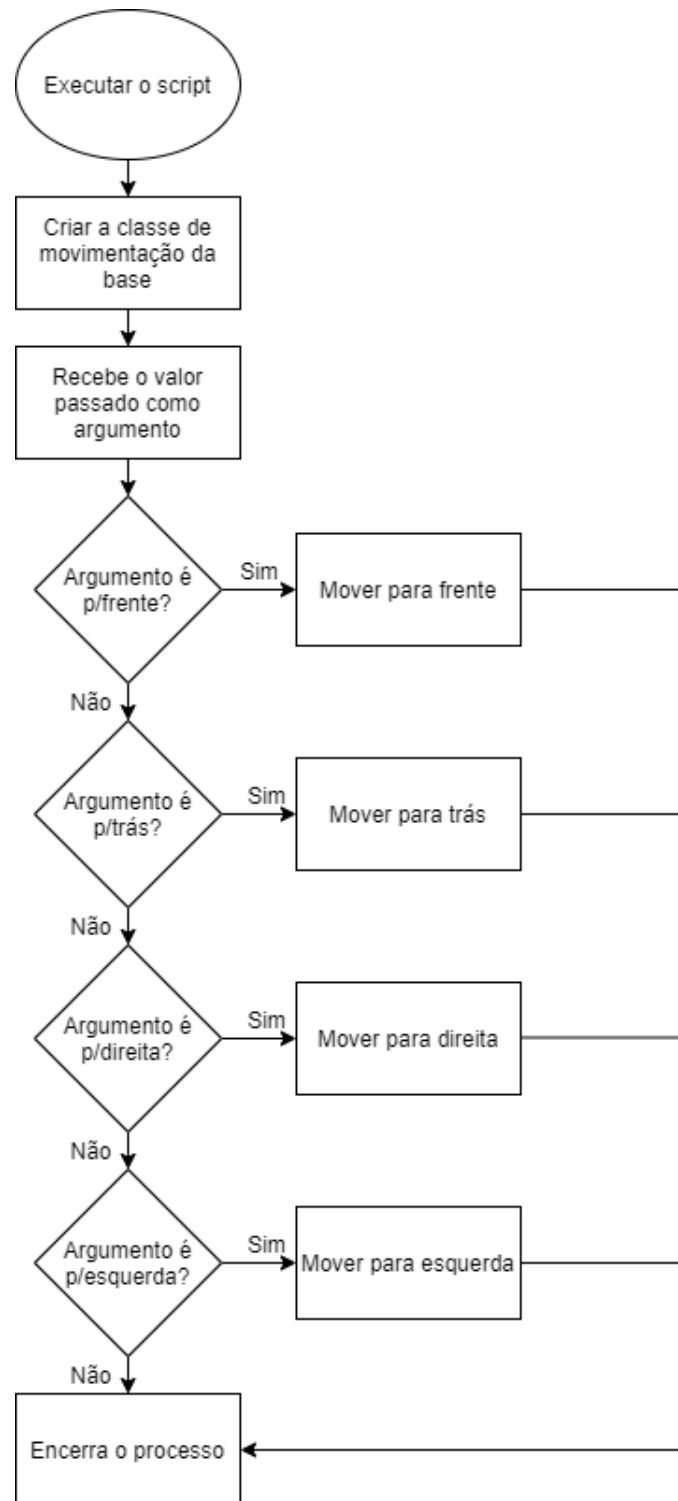 Executar o script
Criar a classe de
movimentação da
base
Recebe o valor
passado como
argumento
Argumento é
p/frente?
Sim
Mover para frente
Não
Argumento é
p/trás?
Sim
Mover para trás
Não
Argumento é
p/direita?
Sim
Mover para direita
Não
Argumento é
p/esquerda?
Sim
Mover para esquerda
Não
Encerra o processo